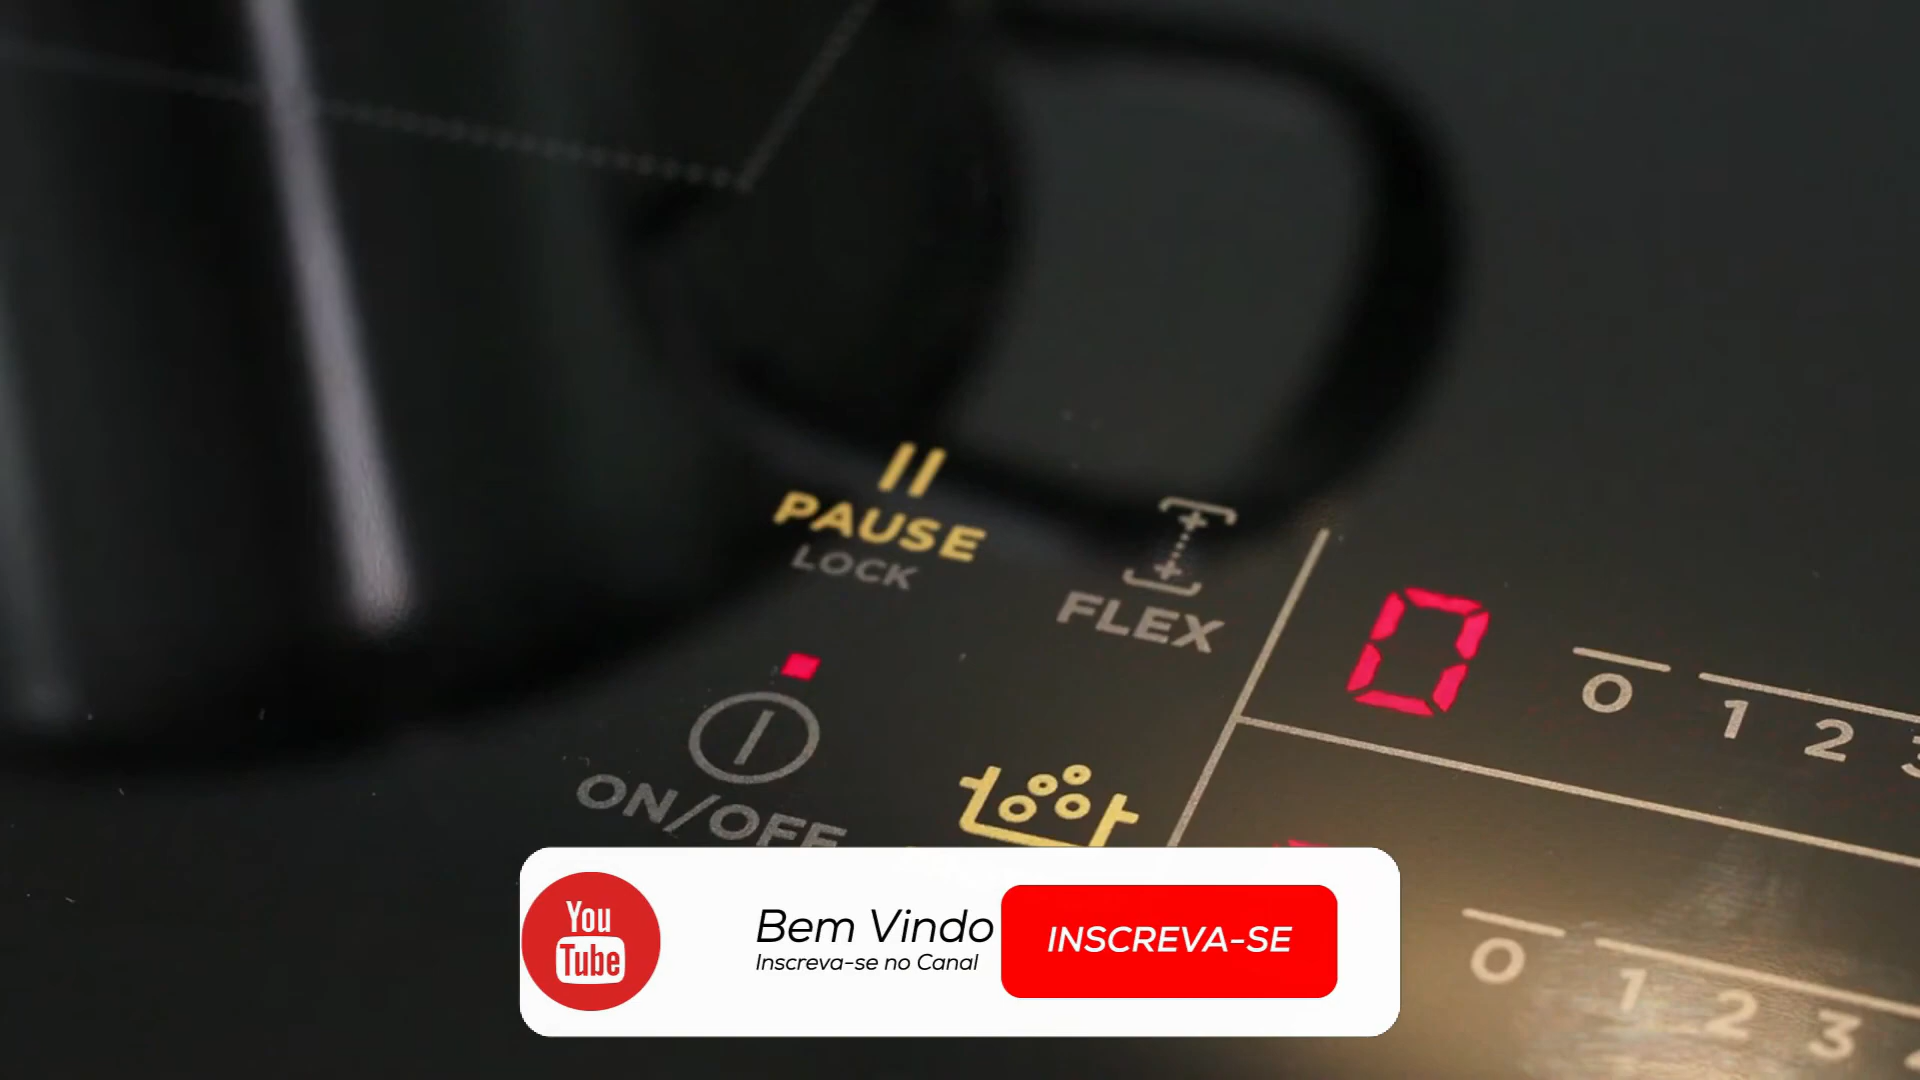 PAUSE
LOCK
FLEX
0
0 1 2
ON/OFF
You
Tube
Bem Vindo
Inscreva-se no Canal
INSCREVA-SE
0 1 2 3